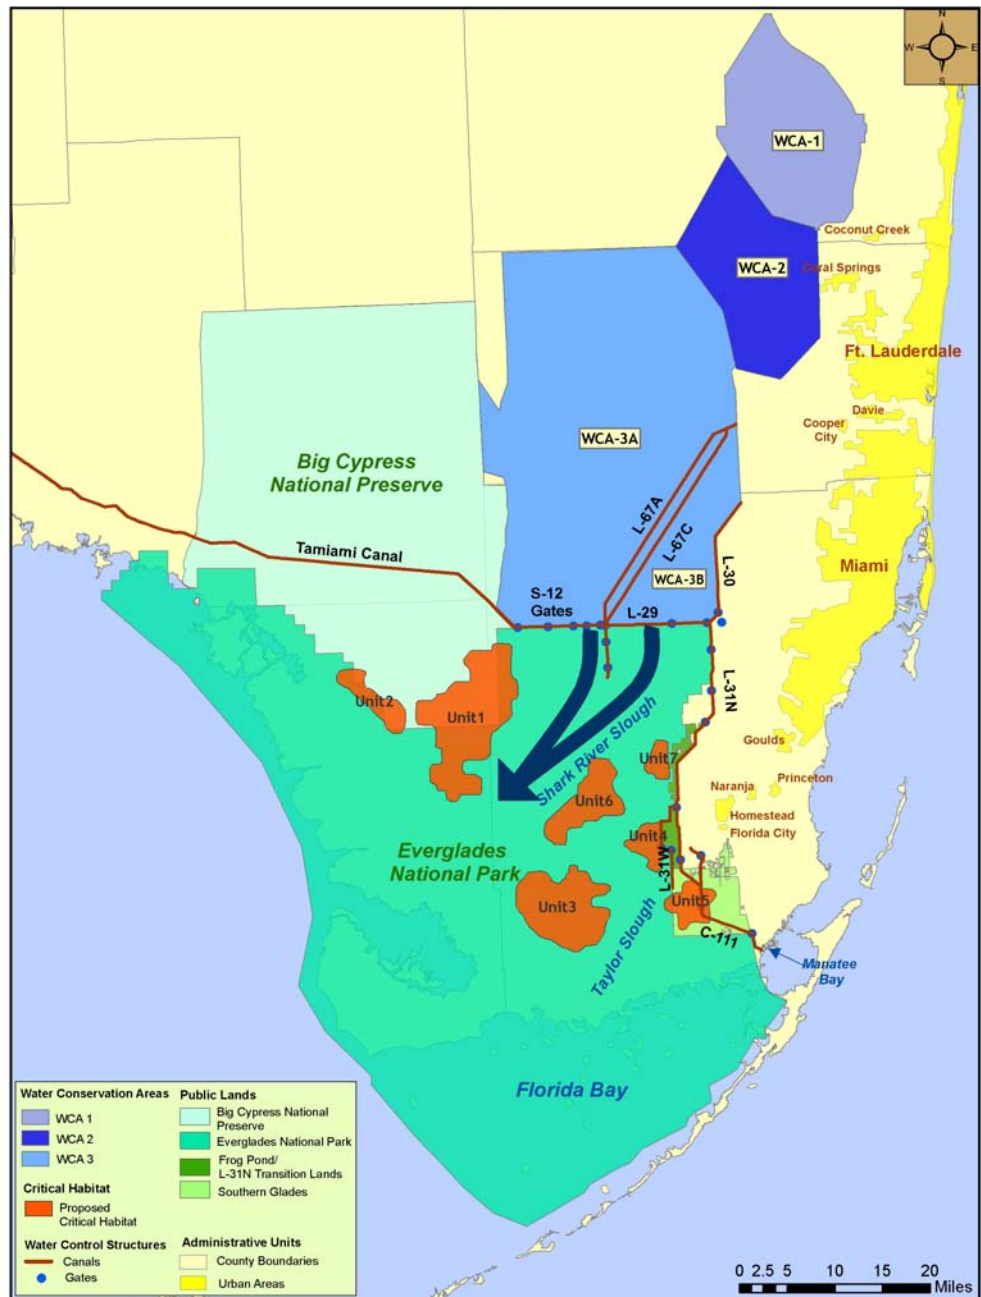 N
W
E
S
WCA-1
Coconut Creek
WCA-2
Coral Springs
Ft. Lauderdale
Davie
Cooper
City
WCA-3A
Big Cypress
National Preserve
L-67A
L-67C
Tamiami Canal
S-12
Gates
WCA-3B
L-29
L-30
Miami
L-31N
Unit2
Unit1
Shark River Slough
Goulds
Unit7
Princeton
Naranja
Unit6
Homestead
Florida City
Unit4
Everglades
National Park
L-31W
Unit3
Unit5
C-111
Taylor Slough
Manatee
Bay
Florida Bay
Water Conservation Areas
WCA 1
WCA 2
WCA 3
Critical Habitat
Proposed
Critical Habitat
Water Control Structures
Canals
Gates
Public Lands
Big Cypress National
Preserve
Everglades National Park
Frog Pond/
L-31N Transition Lands
Southern Glades
Administrative Units
County Boundaries
Urban Areas
0 2.5 5 10 15 20
Miles